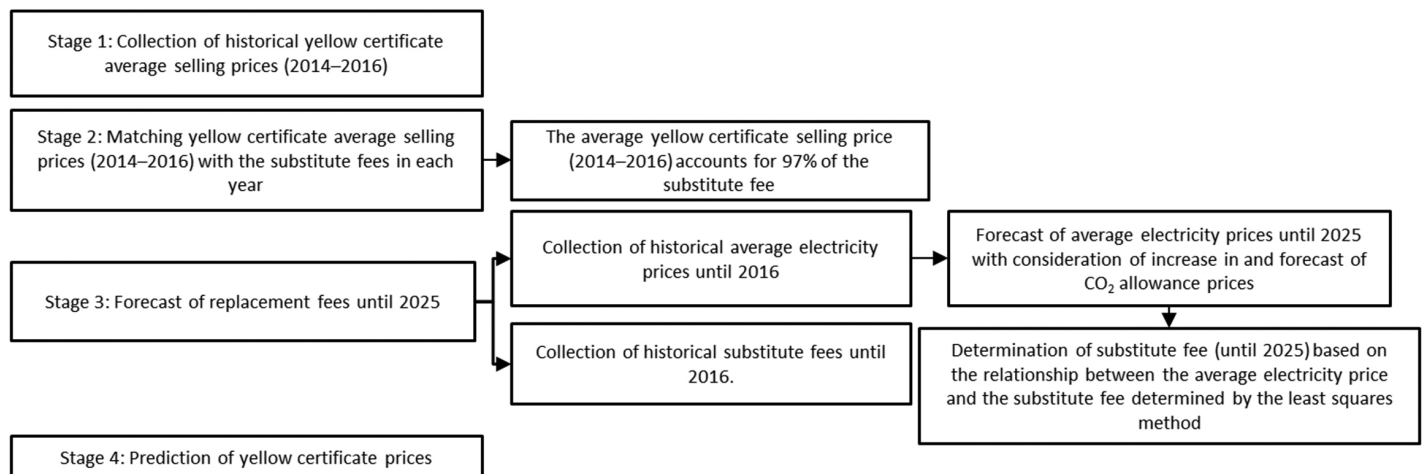 Stage 1: Collection of historical yellow certificate
average selling prices (2014–2016)
Stage 2: Matching yellow certificate average selling
prices (2014–2016) with the substitute fees in each
year
The average yellow certificate selling price
(2014–2016) accounts for 97% of the
substitute fee
Stage 3: Forecast of replacement fees until 2025
Collection of historical average electricity
prices until 2016
Forecast of average electricity prices until 2025
with consideration of increase in and forecast of
CO₂ allowance prices
Collection of historical substitute fees until
2016.
Determination of substitute fee (until 2025) based on
the relationship between the average electricity price
and the substitute fee determined by the least squares
method
Stage 4: Prediction of yellow certificate prices